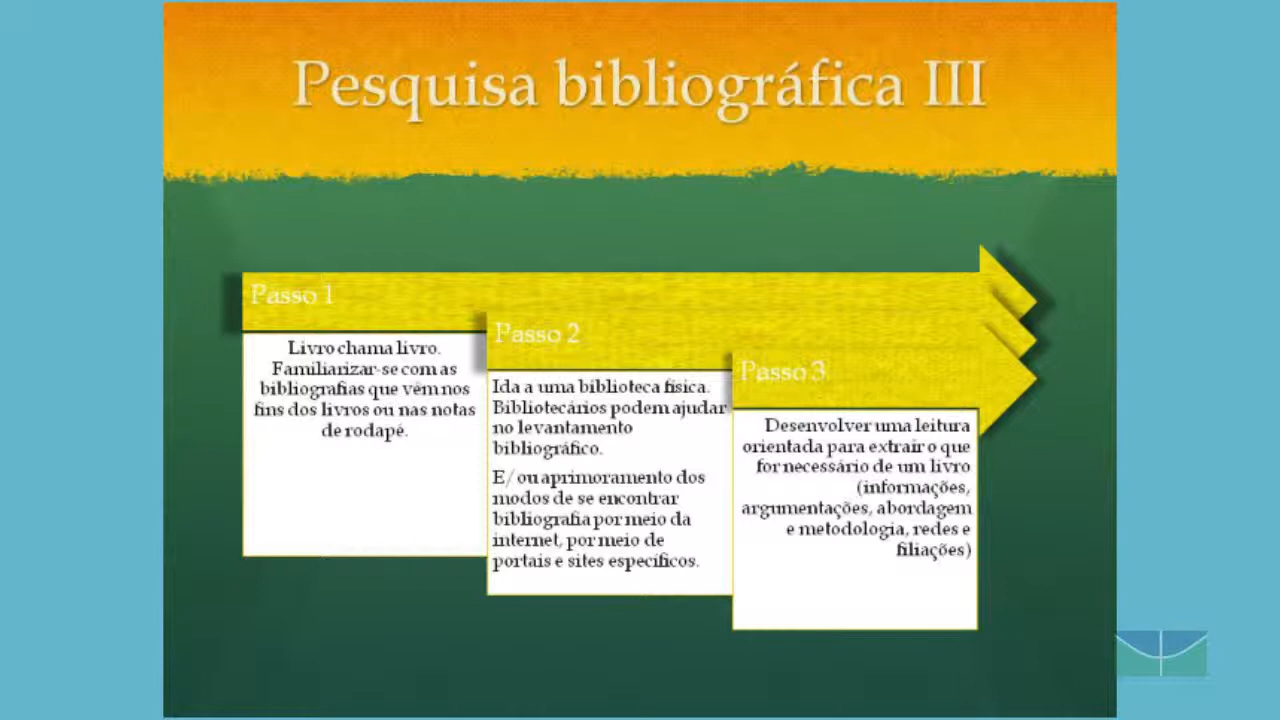 Pesquisa bibliográfica III
Passo 1
Livro chama livro.
Familiarizar-se com as
bibliografias que vêm nos
fins dos livros ou nas notas
de rodapé.
Passo 2
Ida a uma biblioteca física.
Bibliotecários podem ajudar
no levantamento
bibliográfico.
E/ou aprimoramento dos
modos de se encontrar
bibliografia por meio da
internet, por meio de
portais e sites específicos.
Passo 3
Desenvolver uma leitura
orientada para extrair o que
for necessário de um livro
(informações,
argumentações, abordagem
e metodologia, redes e
filiações)